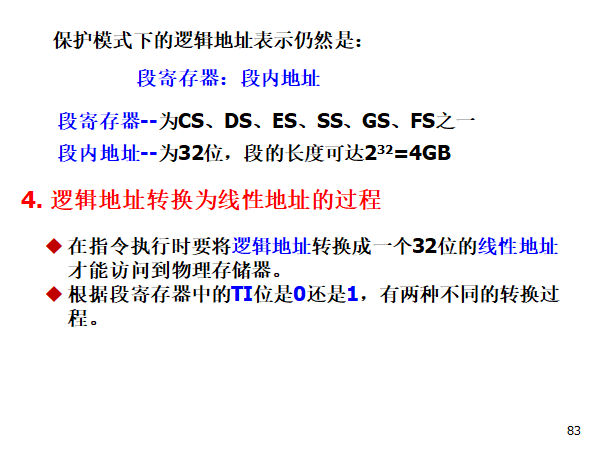 保护模式下的逻辑地址表示仍然是：
段寄存器：段内地址
段寄存器--为CS、DS、ES、SS、GS、FS之一
段内地址--为32位，段的长度可达2³²=4GB
4. 逻辑地址转换为线性地址的过程
◆ 在指令执行时要将逻辑地址转换成一个32位的线性地址
才能访问到物理存储器。
◆ 根据段寄存器中的TI位是0还是1，有两种不同的转换过
程。
83